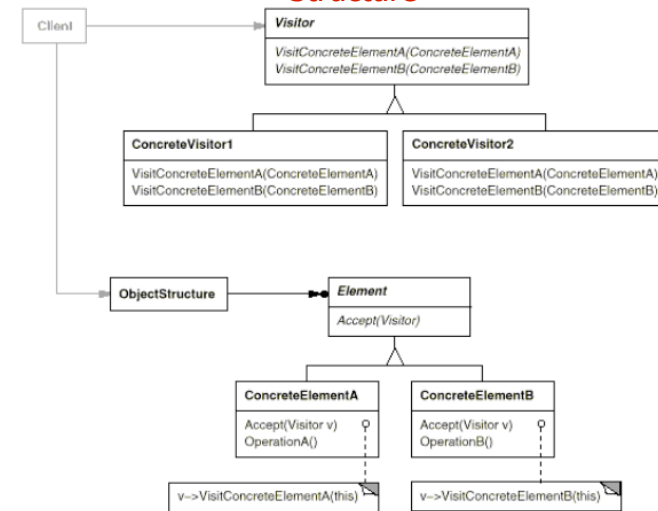 Structure
Client
Visitor
VisitConcreteElementA(ConcreteElementA)
VisitConcreteElementB(ConcreteElementB)
ConcreteVisitor1
VisitConcreteElementA(ConcreteElementA)
VisitConcreteElementB(ConcreteElementB)
ConcreteVisitor2
VisitConcreteElementA(ConcreteElementA)
VisitConcreteElementB(ConcreteElementB)
ObjectStructure
Element
Accept(Visitor)
ConcreteElementA
Accept(Visitor v)
OperationA()
ConcreteElementB
Accept(Visitor v)
OperationB()
v->VisitConcreteElementA(this)
v->VisitConcreteElementB(this)